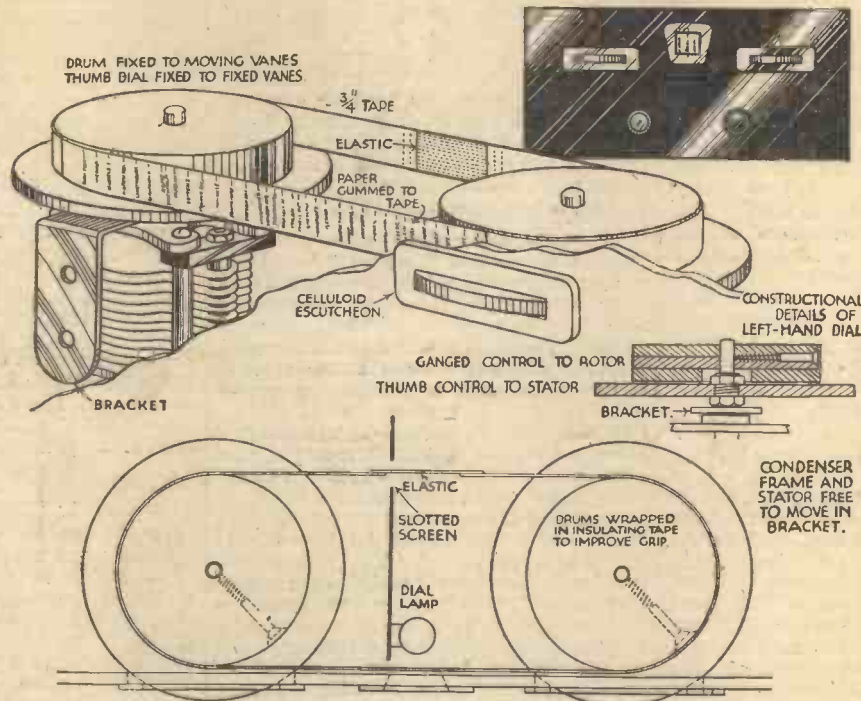 DRUM FIXED TO MOVING VANES
THUMB DIAL FIXED TO FIXED VANES.
3/4" TAPE
ELASTIC
PAPER
GUMMED TO
TAPE
CELLULOID
ESCUTCHEON.
BRACKET
CONSTRUCTIONAL
DETAILS OF
LEFT-HAND DIAL
GANGED CONTROL TO ROTOR
THUMB CONTROL TO STATOR
BRACKET.
CONDENSER
FRAME AND
STATOR FREE
TO MOVE IN
BRACKET.
ELASTIC
SLOTTED
SCREEN
DIAL
LAMP
DRUMS WRAPPED
IN INSULATING TAPE
TO IMPROVE GRIP.